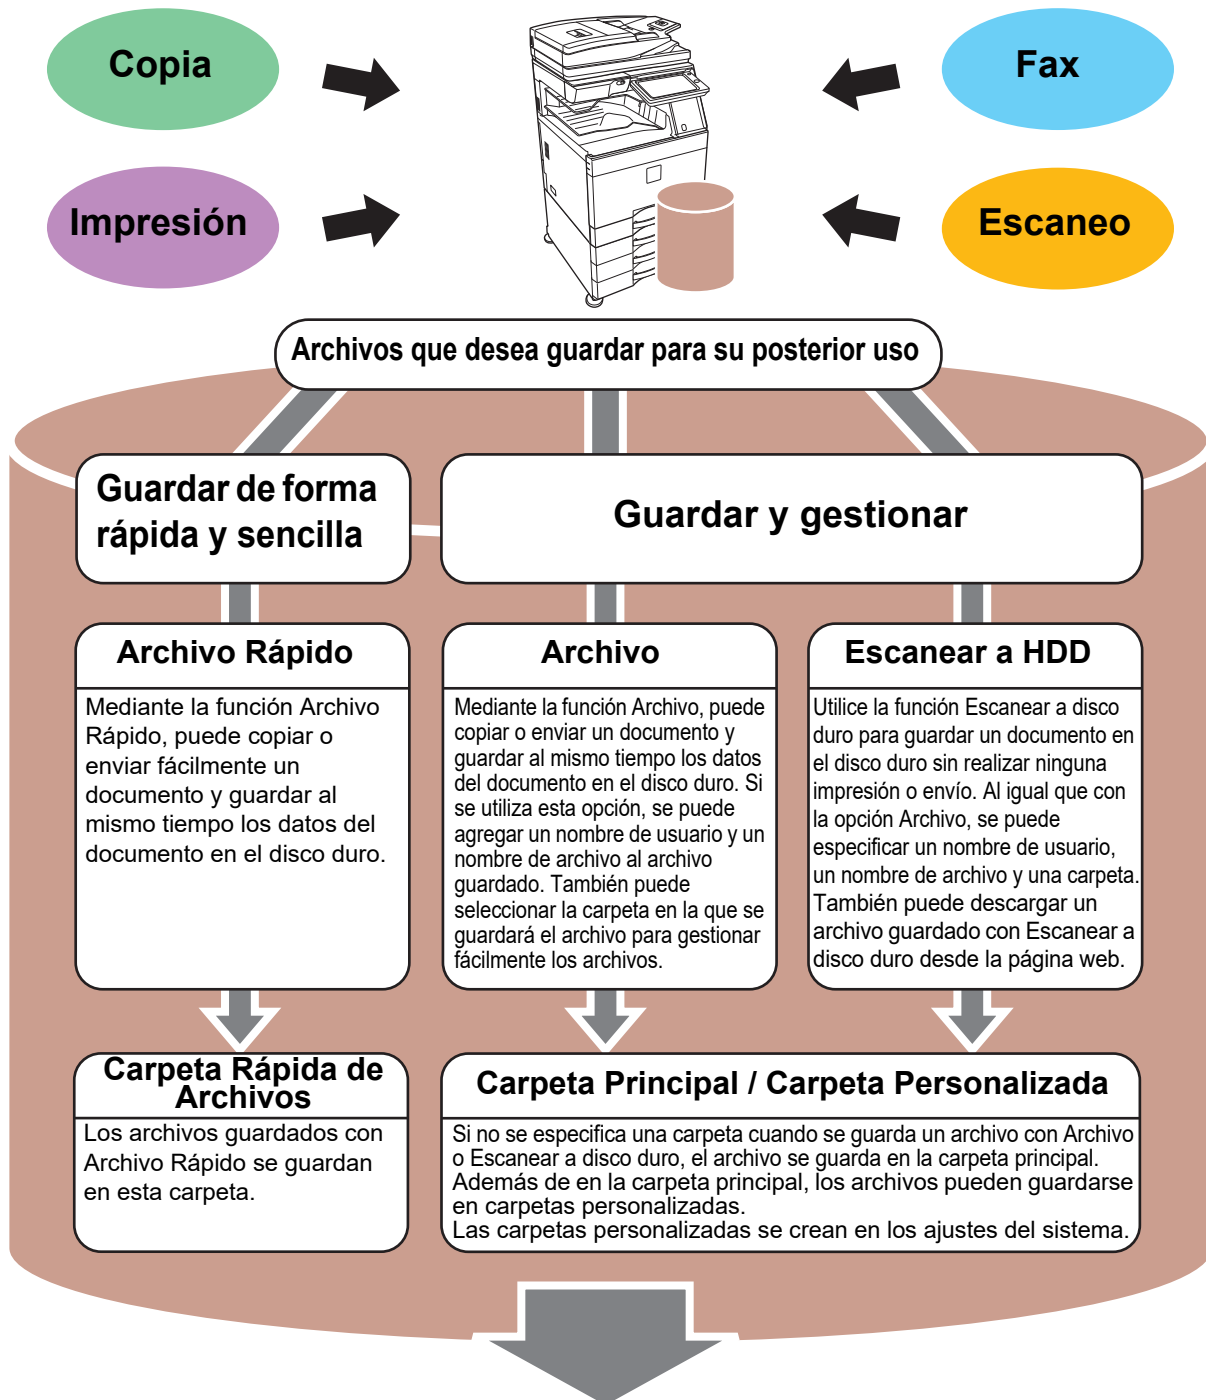 Copia
Fax
Impresión
Escaneo
Archivos que desea guardar para su posterior uso
Guardar de forma
rápida y sencilla
Guardar y gestionar
Archivo Rápido
Mediante la función Archivo
Rápido, puede copiar o
enviar fácilmente un
documento y guardar al
mismo tiempo los datos del
documento en el disco duro.
Archivo
Mediante la función Archivo, puede
copiar o enviar un documento y
guardar al mismo tiempo los datos
del documento en el disco duro. Si
se utiliza esta opción, se puede
agregar un nombre de usuario y un
nombre de archivo al archivo
guardado. También puede
seleccionar la carpeta en la que se
guardará el archivo para gestionar
fácilmente los archivos.
Escanear a HDD
Utilice la función Escanear a disco
duro para guardar un documento en
el disco duro sin realizar ninguna
impresión o envío. Al igual que con
la opción Archivo, se puede
especificar un nombre de usuario,
un nombre de archivo y una carpeta.
También puede descargar un
archivo guardado con Escanear a
disco duro desde la página web.
Carpeta Rápida de
Archivos
Los archivos guardados con
Archivo Rápido se guardan
en esta carpeta.
Carpeta Principal / Carpeta Personalizada
Si no se especifica una carpeta cuando se guarda un archivo con Archivo
o Escanear a disco duro, el archivo se guarda en la carpeta principal.
Además de en la carpeta principal, los archivos pueden guardarse
en carpetas personalizadas.
Las carpetas personalizadas se crean en los ajustes del sistema.